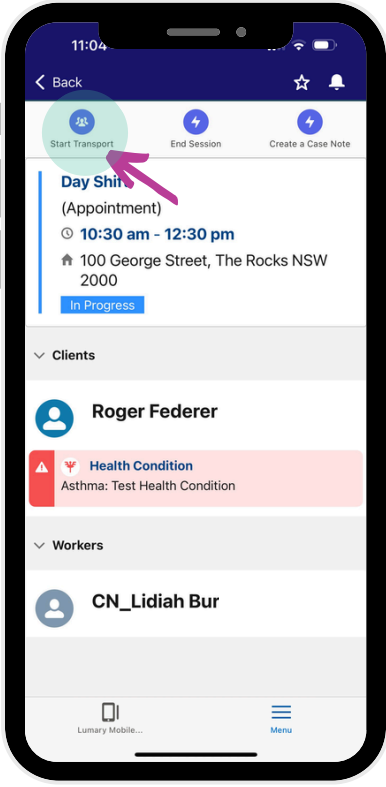 11:04
Back
Start Transport
End Session
Create a Case Note
Day Shift
(Appointment)
10:30 am - 12:30 pm
100 George Street, The Rocks NSW
2000
In Progress
Clients
Roger Federer
Health Condition
Asthma: Test Health Condition
Workers
CN_Lidiah Bur
Lumary Mobile...
Menu